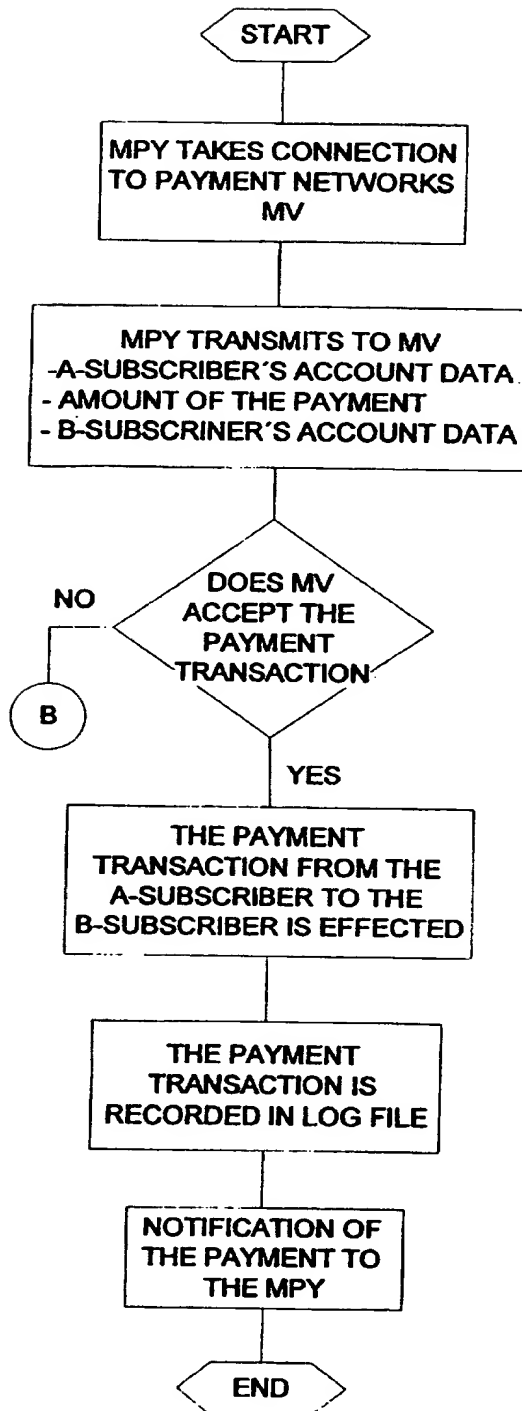 START
MPY TAKES CONNECTION
TO PAYMENT NETWORKS
MV
MPY TRANSMITS TO MV
-A-SUBSCRIBER´S ACCOUNT DATA
- AMOUNT OF THE PAYMENT
- B-SUBSCRINER´S ACCOUNT DATA
DOES MV
ACCEPT THE
PAYMENT
TRANSACTION
NO
B
YES
THE PAYMENT
TRANSACTION FROM THE
A-SUBSCRIBER TO THE
B-SUBSCRIBER IS EFFECTED
THE PAYMENT
TRANSACTION IS
RECORDED IN LOG FILE
NOTIFICATION OF
THE PAYMENT TO
THE MPY
END